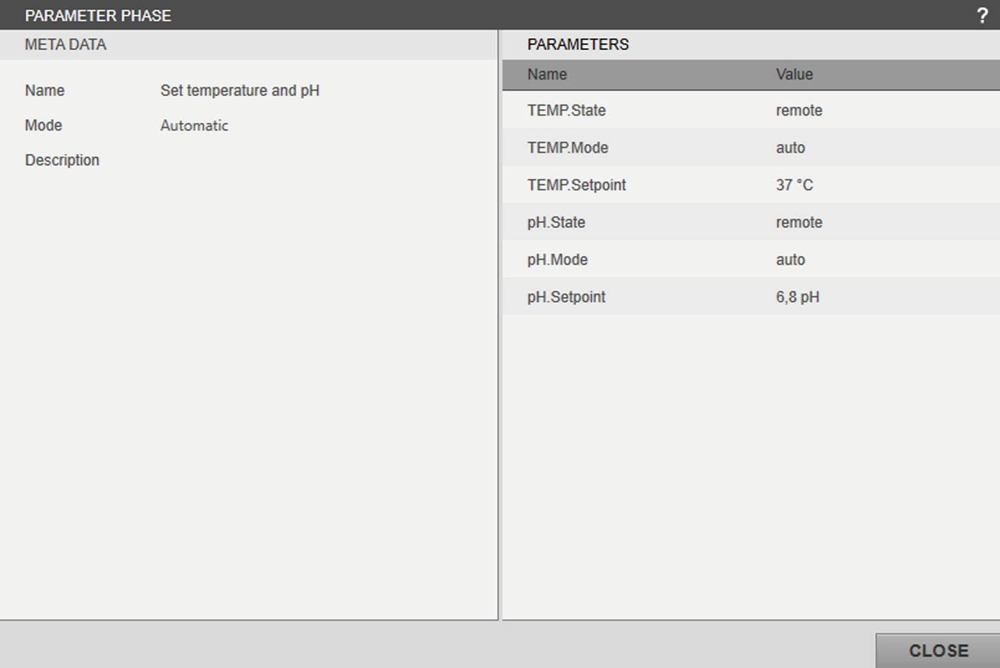 PARAMETER PHASE ?
META DATA
Name Set temperature and pH
Mode Automatic
Description
PARAMETERS
Name Value
TEMP.State remote
TEMP.Mode auto
TEMP.Setpoint 37 °C
pH.State remote
pH.Mode auto
pH.Setpoint 6,8 pH
CLOSE